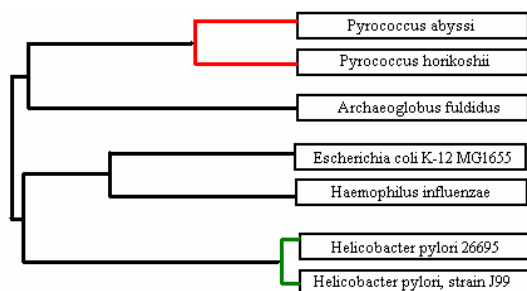 Pyrococcus abyssi
Pyrococcus horikoshii
Archaeoglobus fuldidus
Escherichia coli K-12 MG1655
Haemophilus influenzae
Helicobacter pylori 26695
Helicobacter pylori, strain J99